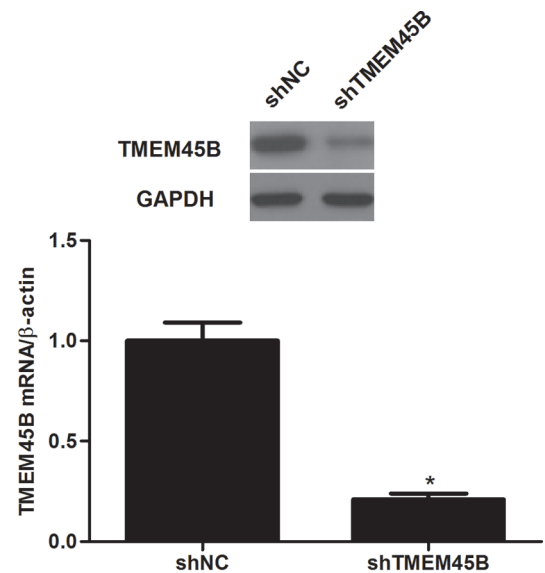 shNC shTMEM45B
TMEM45B
GAPDH
TMEM45B mRNA/β-actin
1.5
1.0
0.5
0.0
*
shNC shTMEM45B